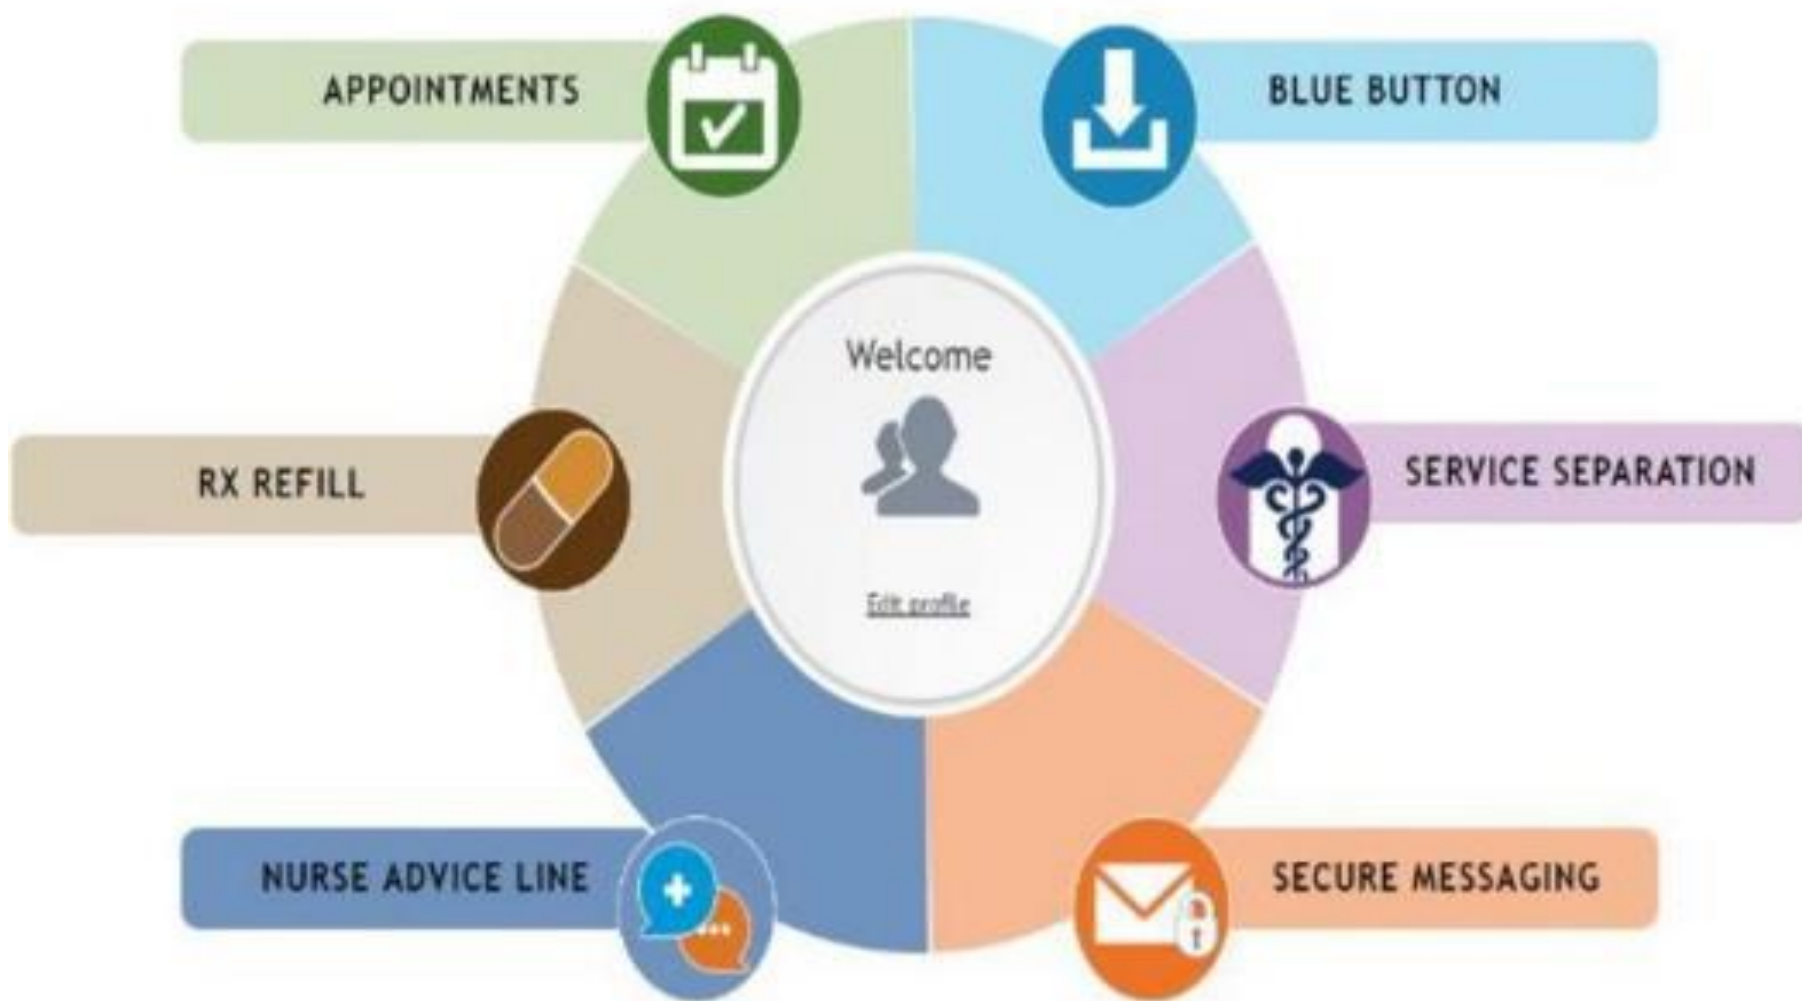 APPOINTMENTS
BLUE BUTTON
Welcome
RX REFILL
SERVICE SEPARATION
Edit profile
NURSE ADVICE LINE
SECURE MESSAGING